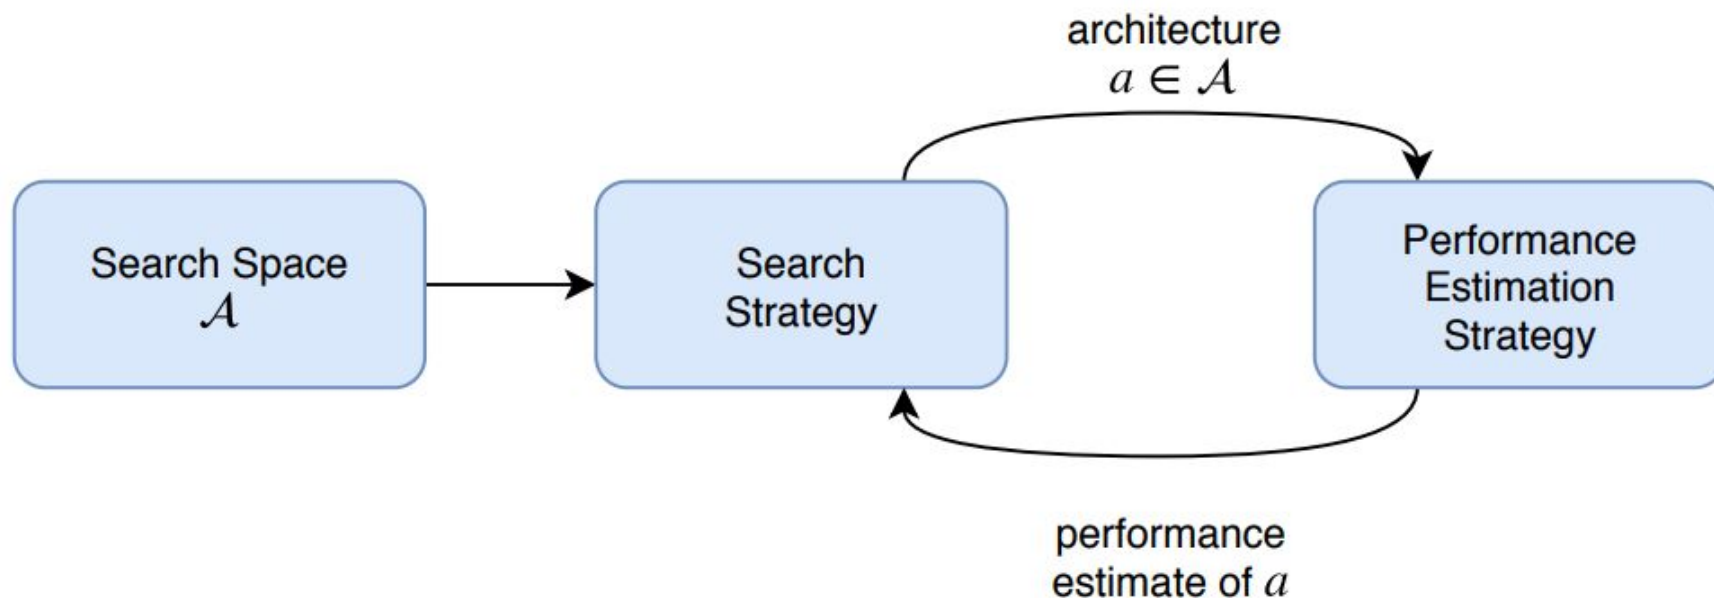 architecture
a ∈ 𝒜
Search Space
𝒜
Search
Strategy
Performance
Estimation
Strategy
performance
estimate of a